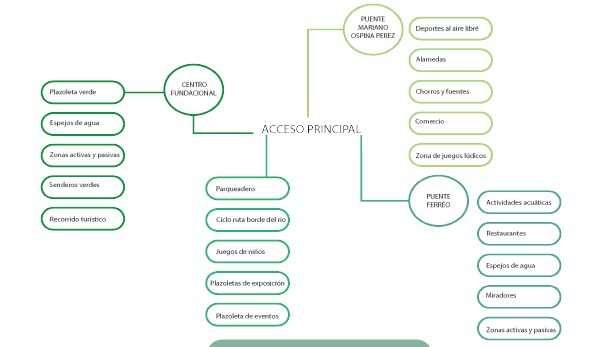 PUENTE
MARIANO
OSPINA PEREZ
Deportes al aire libré
Alamedas
Chorros y fuentes
Comercio
Zona de juegos lúdicos
CENTRO
FUNDACIONAL
Plazoleta verde
Espejos de agua
Zonas activas y pasivas
Senderos verdes
Recorrido turístico
ACCESO PRINCIPAL
Parqueadero
Ciclo ruta borde del río
Juegos de niños
Plazoletas de exposición
Plazoleta de eventos
PUENTE
FERRÉO
Actividades acuáticas
Restaurantes
Espejos de agua
Miradores
Zonas activas y pasivas